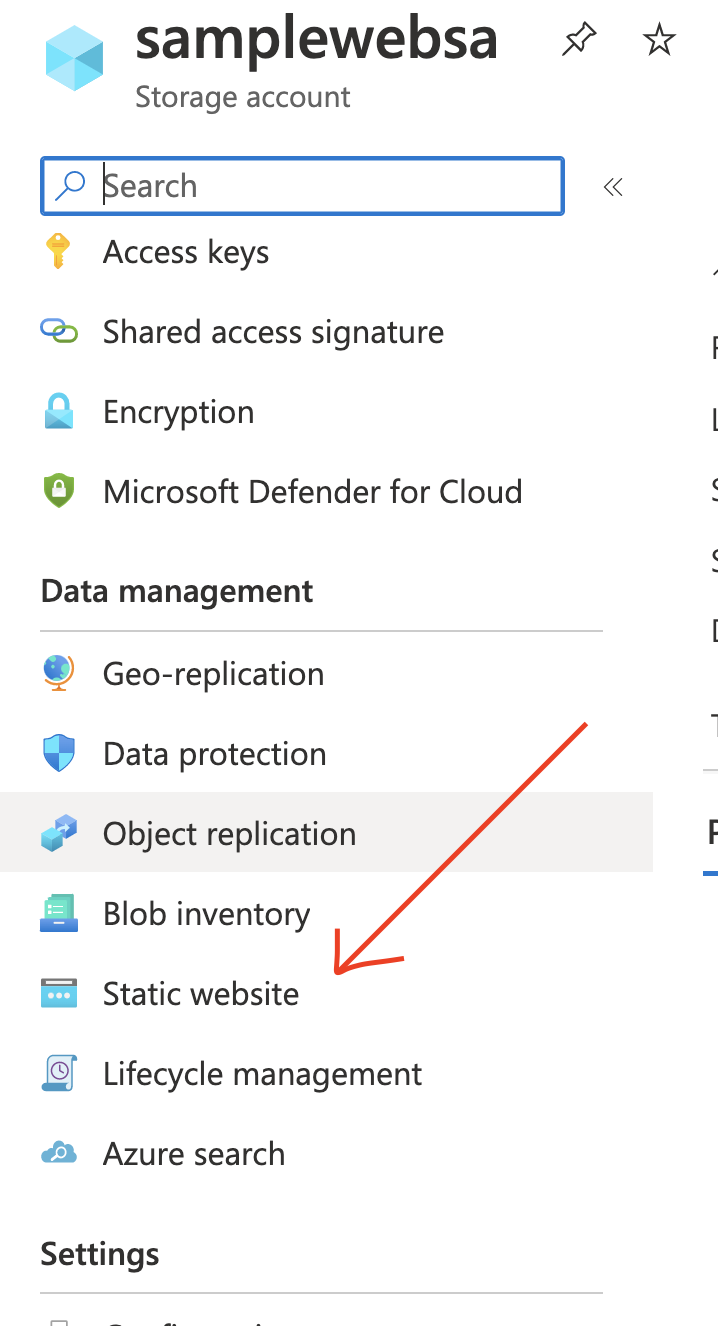 samplewebsa
Storage account
Search
Access keys
Shared access signature
Encryption
Microsoft Defender for Cloud
Data management
Geo-replication
Data protection
Object replication
Blob inventory
Static website
Lifecycle management
Azure search
Settings